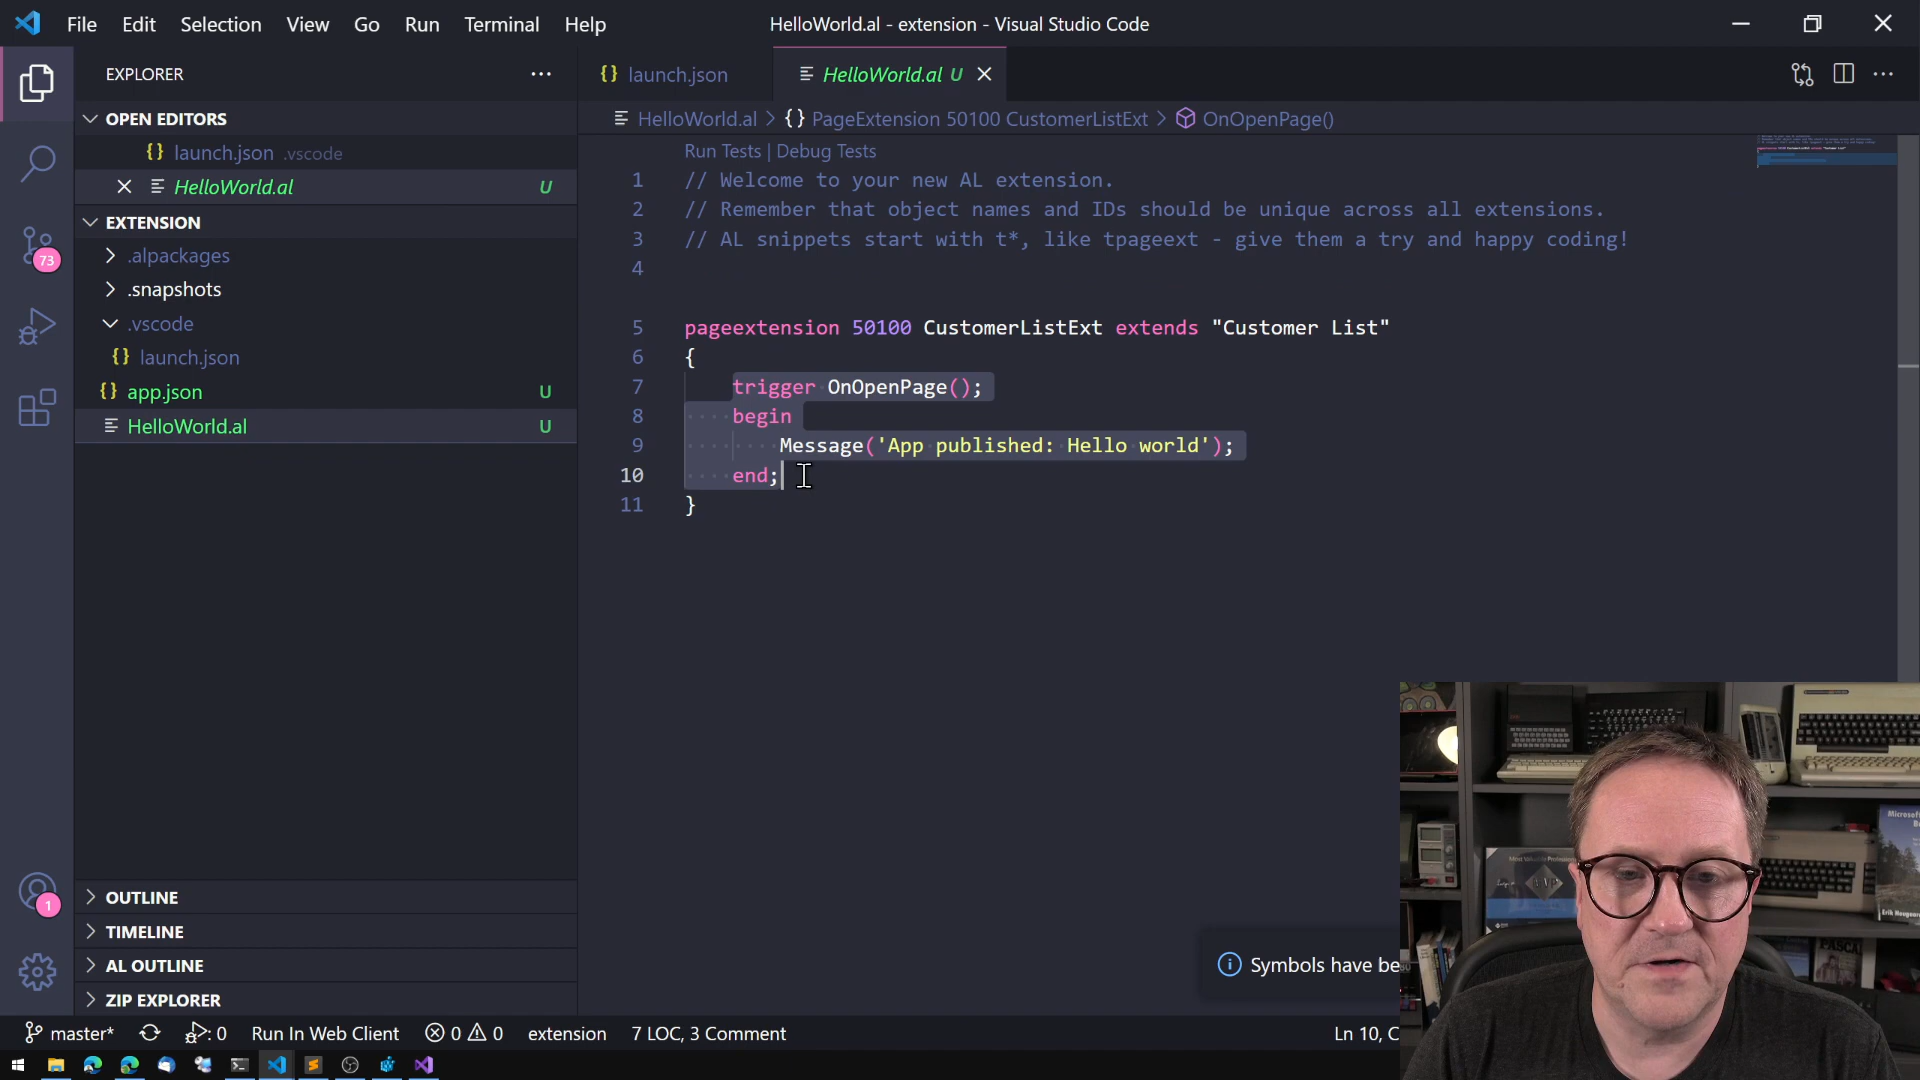 File Edit Selection View Go Run Terminal Help
HelloWorld.al - extension - Visual Studio Code
EXPLORER
launch.json
HelloWorld.al U
OPEN EDITORS
launch.json .vscode
HelloWorld.al U
EXTENSION
.alpackages
.snapshots
.vscode
launch.json
app.json U
HelloWorld.al U
73
1
OUTLINE
TIMELINE
AL OUTLINE
ZIP EXPLORER
HelloWorld.al > {} PageExtension 50100 CustomerListExt > OnOpenPage()
Run Tests | Debug Tests
1 // Welcome to your new AL extension.
2 // Remember that object names and IDs should be unique across all extensions.
3 // AL snippets start with t*, like tpageext - give them a try and happy coding!
4
5 pageextension 50100 CustomerListExt extends "Customer List"
6 {
7 trigger OnOpenPage();
8 begin
9 Message('App published: Hello world');
10 end;
11 }
Symbols have be
master* 0 Run In Web Client 0 0 extension 7 LOC, 3 Comment Ln 10, C